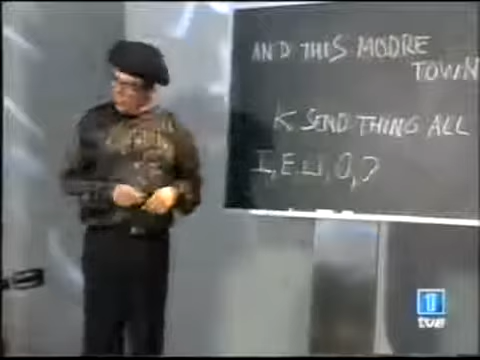 AND THIS MODRE
TOWN
K SEND THING ALL
I, E, U, O, ?
1
tve